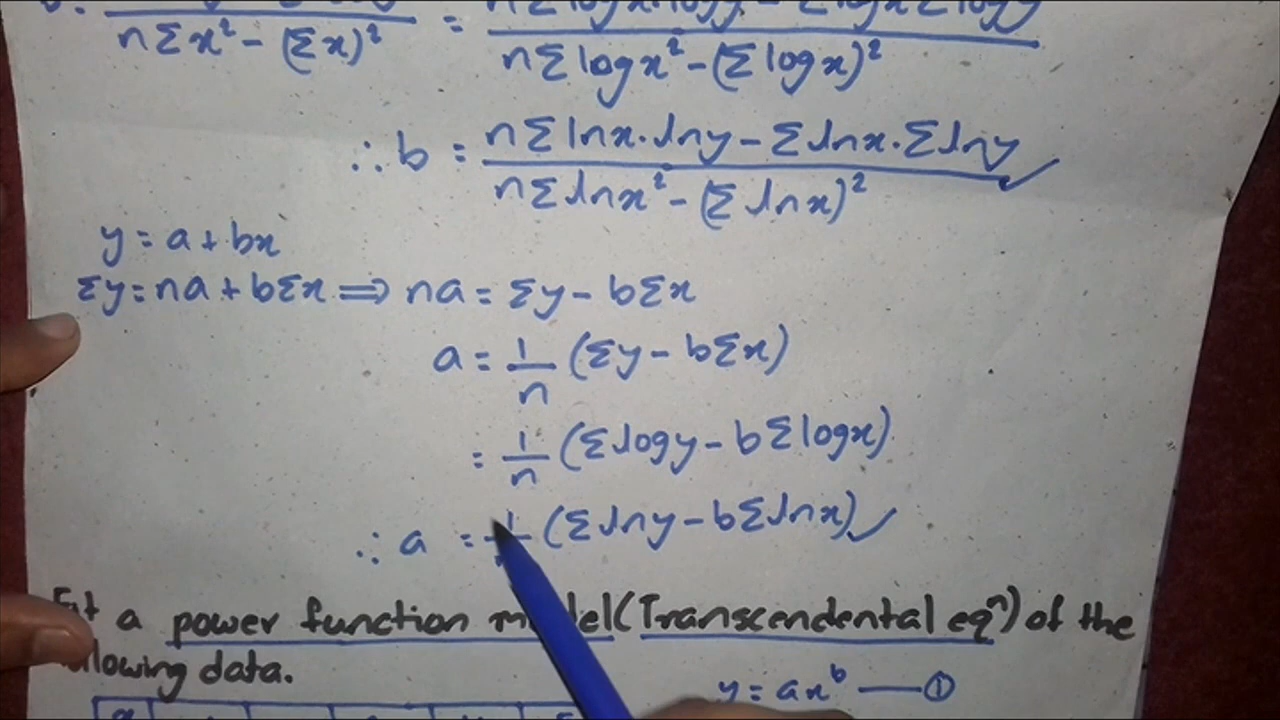 nΣx² - (Σx)² = nΣlogx² - (Σlogx)²
∴ b = nΣlnx·lny - Σlnx·Σlny / nΣlnx² - (Σlnx)²
y = a + bx
Σy = na + bΣx ⟹ na = Σy - bΣx
a = 1/n (Σy - bΣx)
= 1/n (Σlogy - bΣlogx)
∴ a = (Σlny - bΣlnx)
a power function (Transcendental eqⁿ) of the
data.
y = axᵇ —— ①